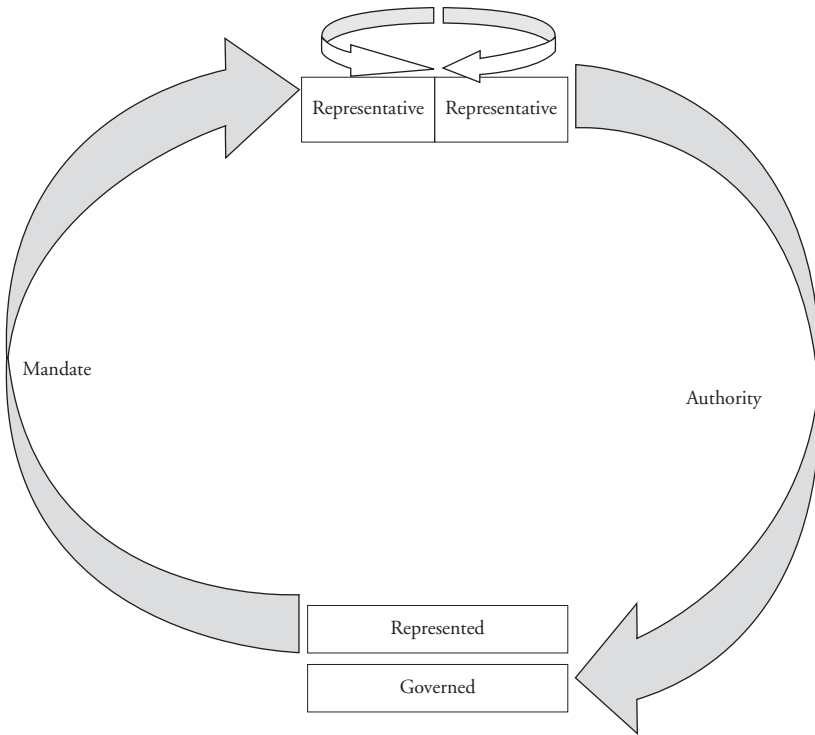 Representative Representative
Mandate
Authority
Represented
Governed